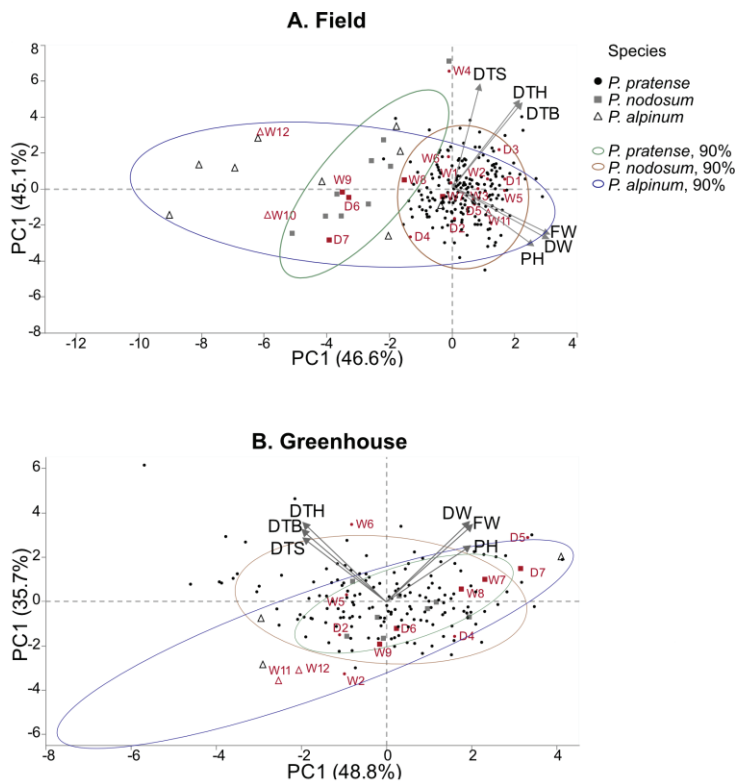 A. Field
Species
P. pratense
P. nodosum
P. alpinum
P. pratense, 90%
P. nodosum, 90%
P. alpinum, 90%
8
6
4
2
0
-2
-4
-6
-8
PC1 (45.1%)
W4
DTS
DTH
DTB
W12
D3
W6
W1
W2
W9
W8
D1
D6
W3
W5
W10
D5
W11
D2
D7
D4
FW
DW
PH
-12
-10
-8
-6
-4
-2
0
2
4
PC1 (46.6%)
B. Greenhouse
6
4
2
0
-2
-4
-6
PC1 (35.7%)
DTH
DTB
DTS
W6
DW
FW
PH
D5
D7
W7
W8
W5
D2
D6
D4
W9
W11
W12
W2
-8
-6
-4
-2
0
2
4
PC1 (48.8%)